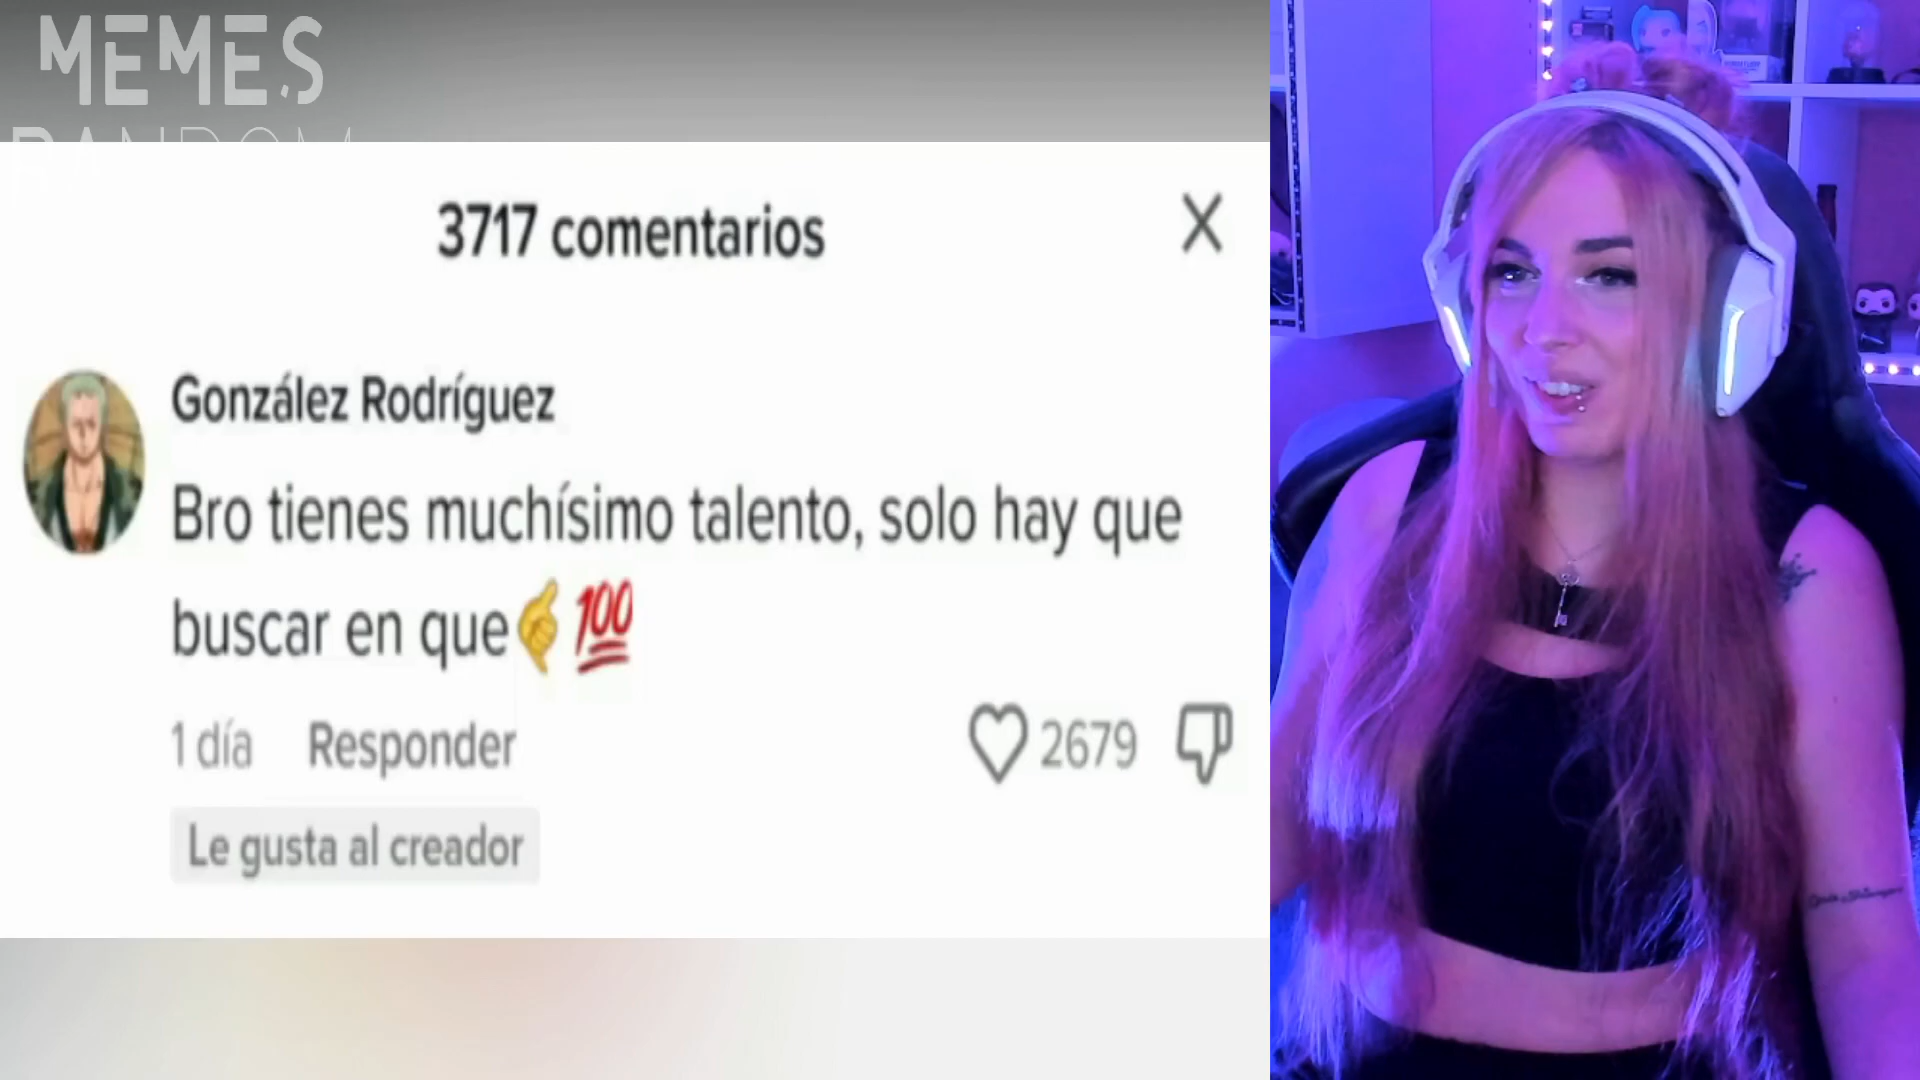 MEMES
RANDOM
3717 comentarios
González Rodríguez
Bro tienes muchísimo talento, solo hay que
buscar en que🤙💯
1 día Responder
2679
Le gusta al creador